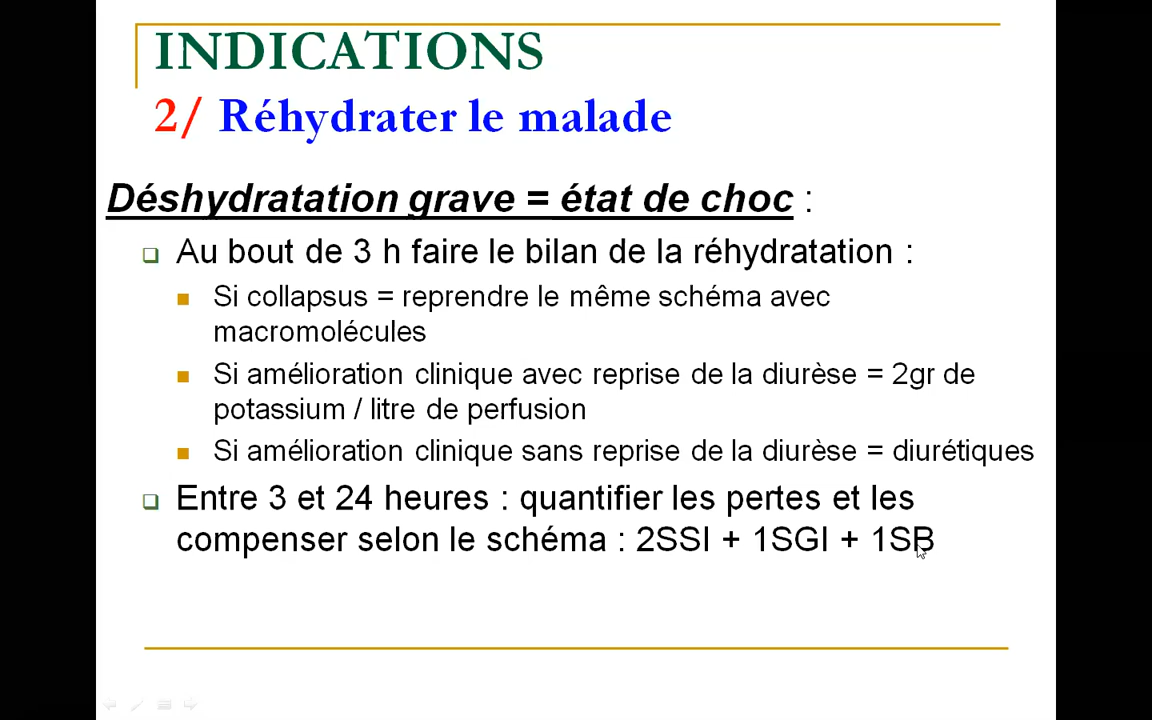 INDICATIONS
2/ Réhydrater le malade
Déshydratation grave = état de choc :
Au bout de 3 h faire le bilan de la réhydratation :
Si collapsus = reprendre le même schéma avec
macromolécules
Si amélioration clinique avec reprise de la diurèse = 2gr de
potassium / litre de perfusion
Si amélioration clinique sans reprise de la diurèse = diurétiques
Entre 3 et 24 heures : quantifier les pertes et les
compenser selon le schéma : 2SSI + 1SGI + 1SB